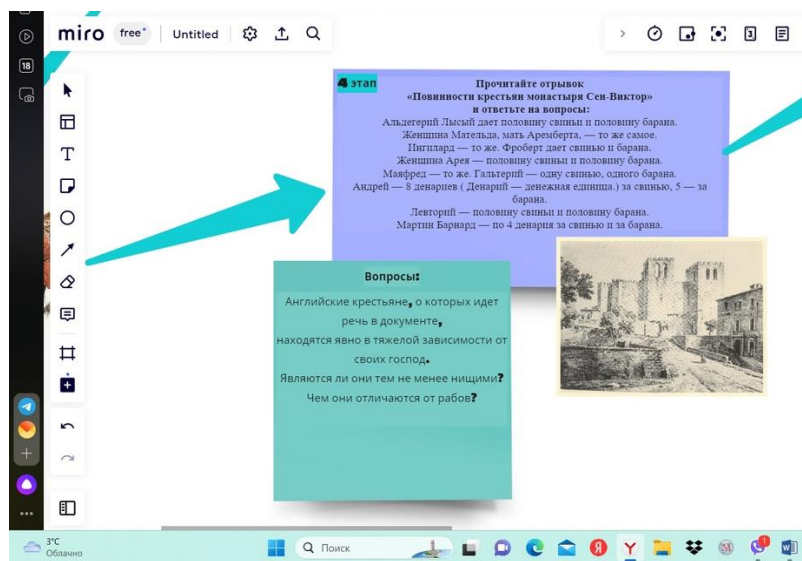 miro
free
Untitled
3
18
4 этап
Прочитайте отрывок
«Повинности крестьян монастыря Сен-Виктор»
и ответьте на вопросы:
Альдегерий Лысый дает половину свиньи и половину барана.
Женщина Мательда, мать Аремберта, — то же самое.
Ингилард — то же. Фроберт дает свинью и барана.
Женщина Арея — половину свиньи и половину барана.
Маяфред — то же. Гальтерий — одну свинью, одного барана.
Андрей — 8 денариев ( Денарий — денежная единица.) за свинью, 5 — за
барана.
Левторий — половину свиньи и половину барана.
Мартин Барнард — по 4 денария за свинью и за барана.
Вопросы:
Английские крестьяне, о которых идет
речь в документе,
находятся явно в тяжелой зависимости от
своих господ.
Являются ли они тем не менее нищими?
Чем они отличаются от рабов?
3°C
Облачно
Поиск